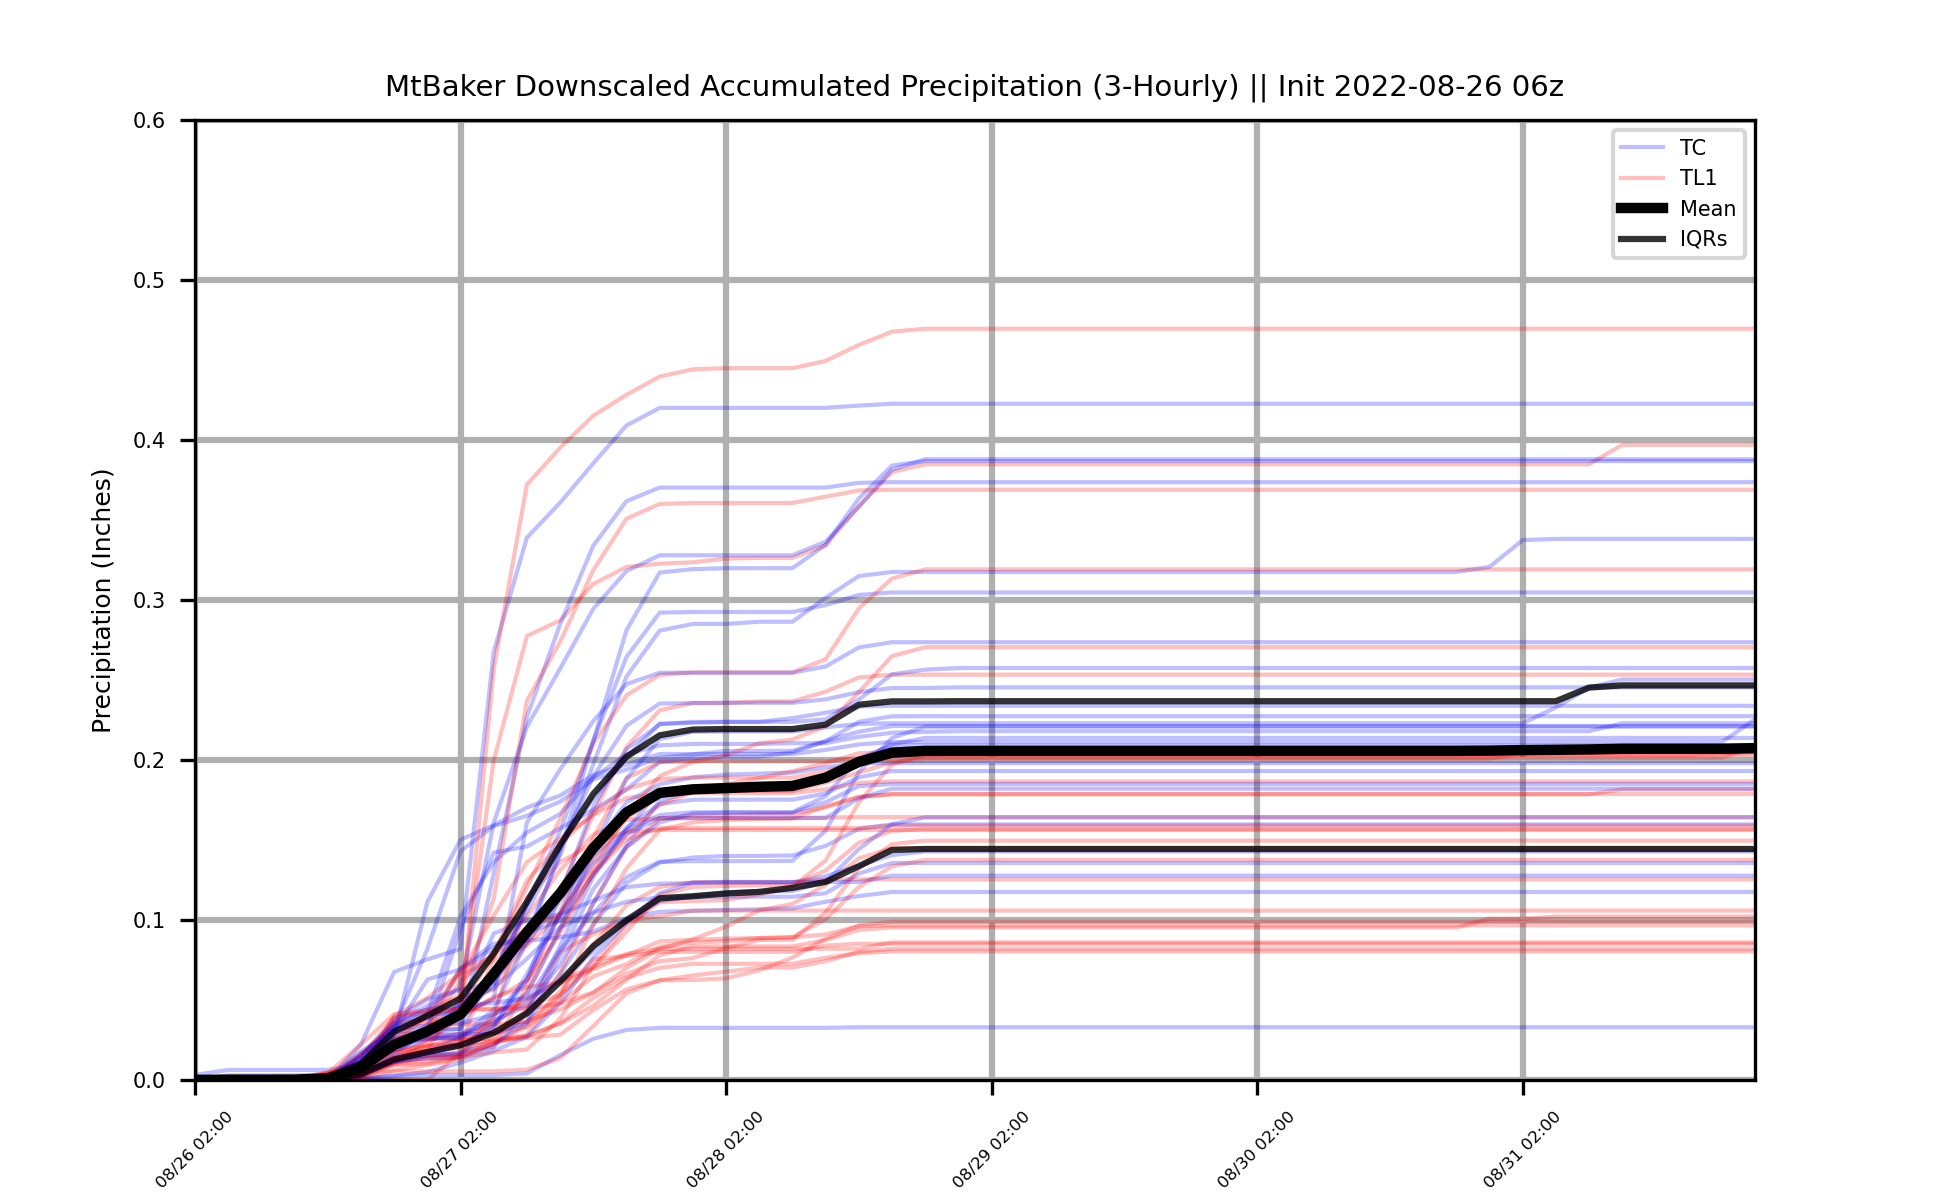 MtBaker Downscaled Accumulated Precipitation (3-Hourly) || Init 2022-08-26 06z
TC
TL1
Mean
IQRs
Precipitation (Inches)
0.6
0.5
0.4
0.3
0.2
0.1
0.0
08/26 02:00
08/27 02:00
08/28 02:00
08/29 02:00
08/30 02:00
08/31 02:00